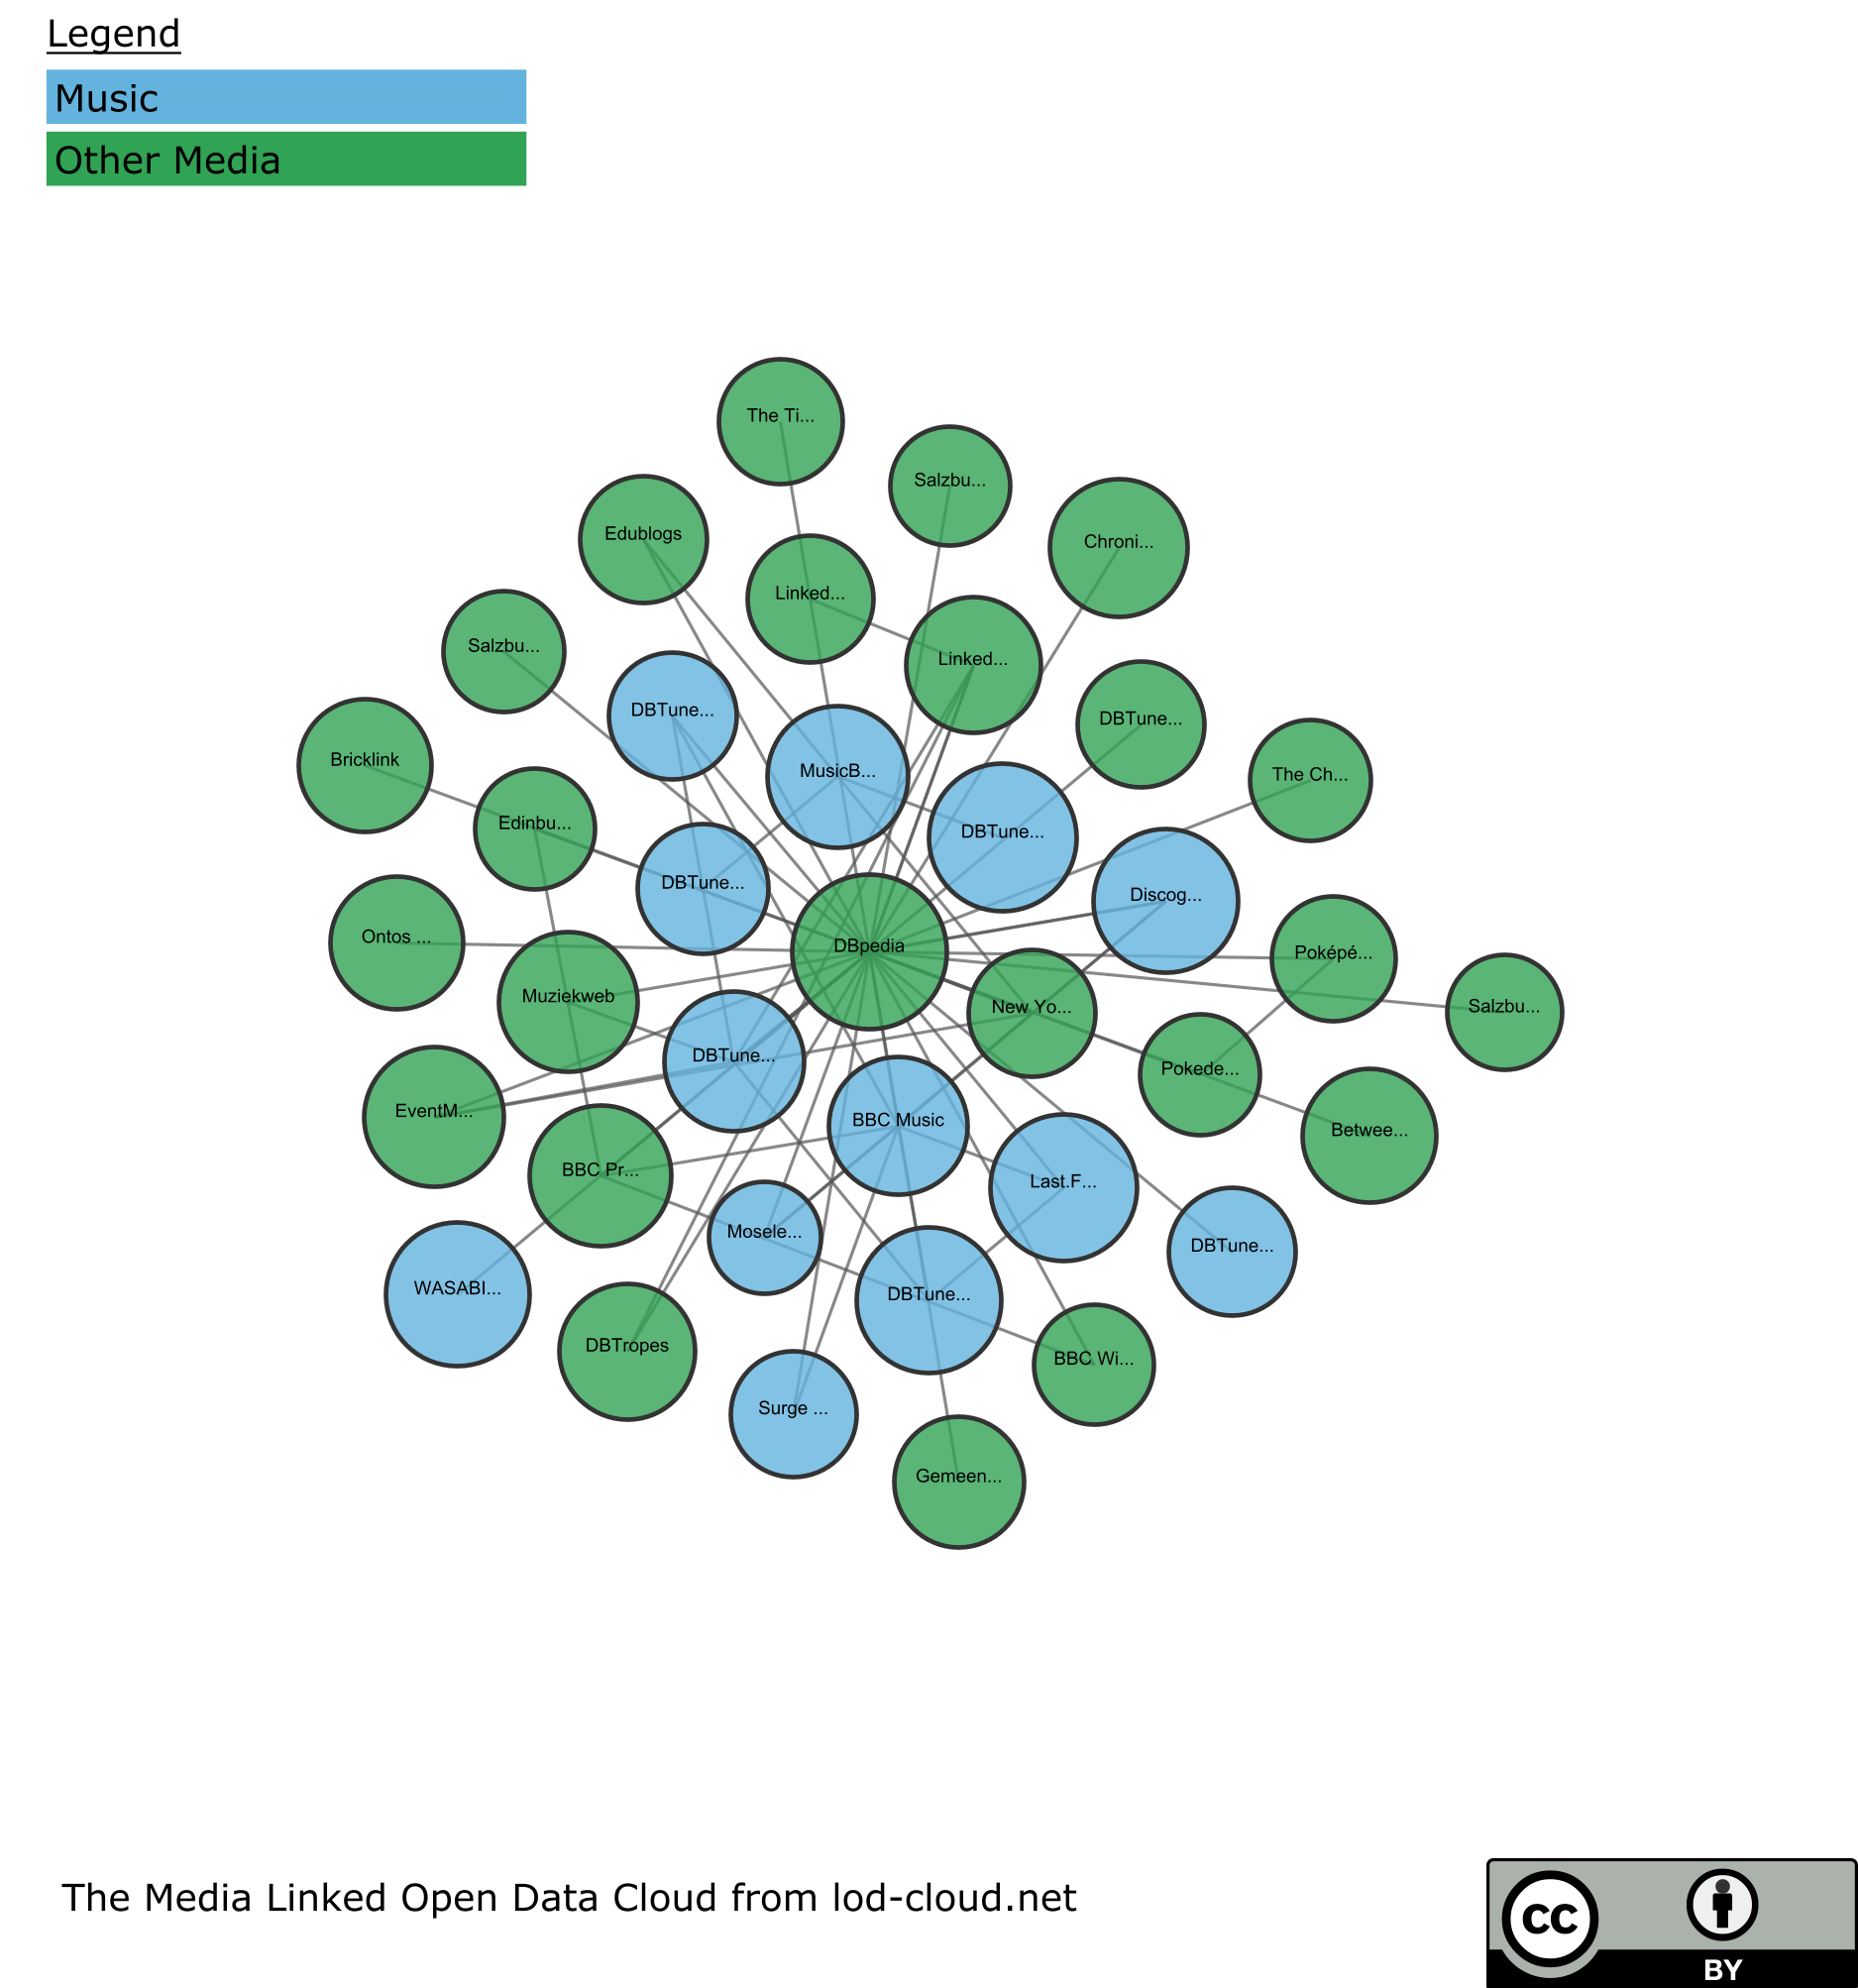 Legend
Music
Other Media
The Ti...
Salzbu...
Edublogs
Chroni...
Linked...
Salzbu...
Linked...
DBTune...
DBTune...
Bricklink
MusicB...
The Ch...
Edinbu...
DBTune...
DBTune...
Discog...
Ontos ...
DBpedia
Poképé...
Muziekweb
New Yo...
Salzbu...
DBTune...
Pokede...
EventM...
BBC Music
Betwee...
BBC Pr...
Last.F...
Mosele...
DBTune...
WASABI...
DBTune...
DBTropes
BBC Wi...
Surge ...
Gemeen...
The Media Linked Open Data Cloud from lod-cloud.net
cc
BY